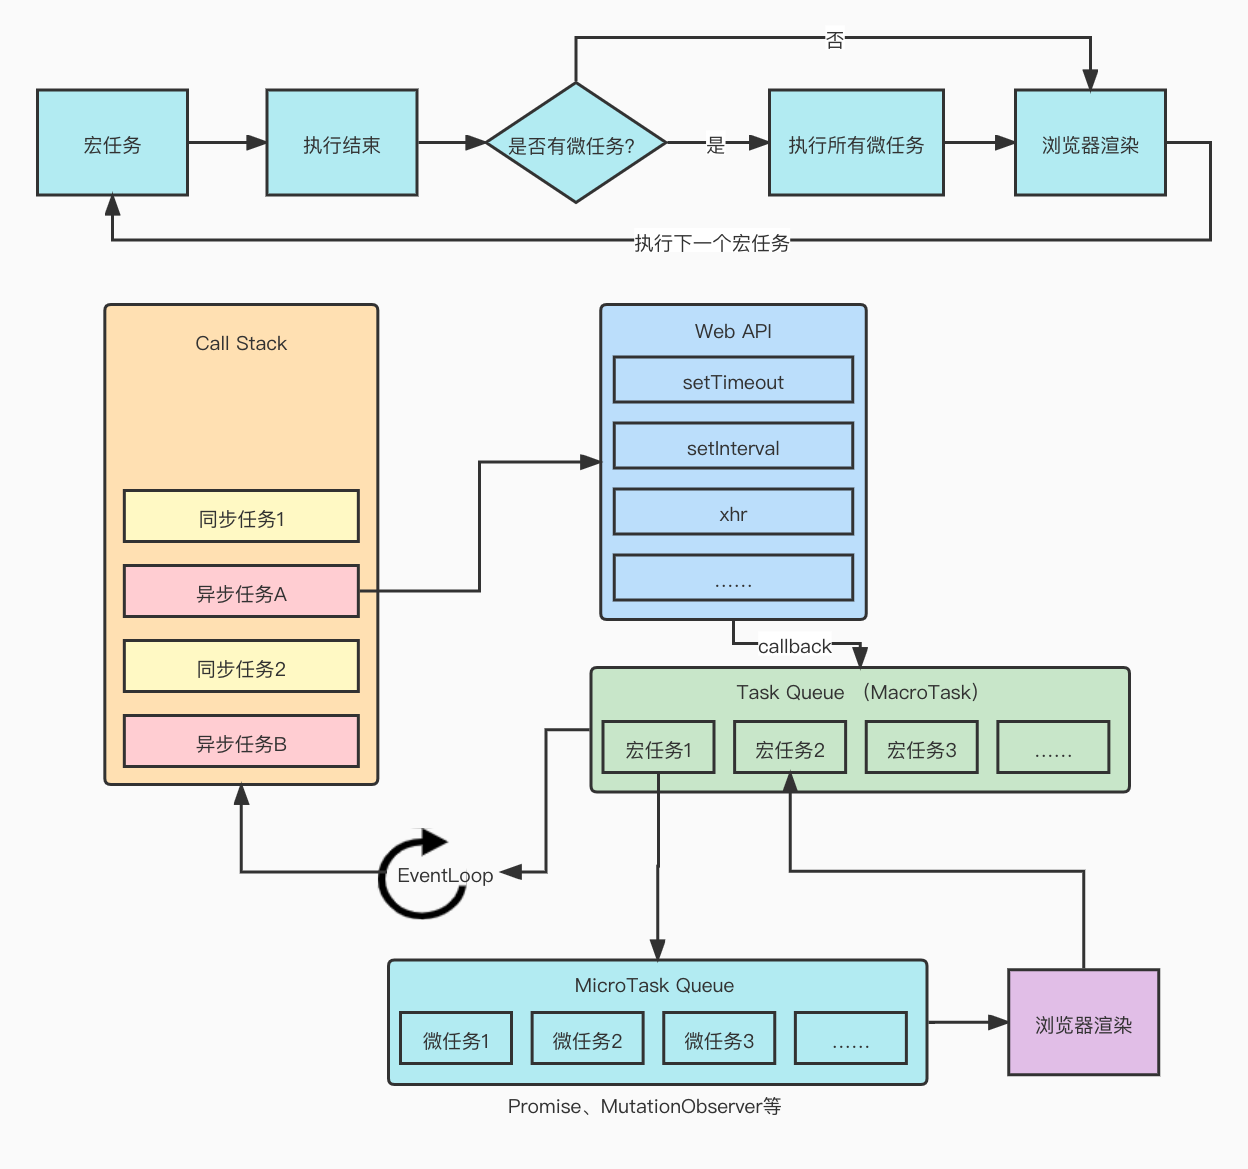 否
宏任务
执行结束
是否有微任务？
是
执行所有微任务
浏览器渲染
执行下一个宏任务
Call Stack
同步任务1
异步任务A
同步任务2
异步任务B
Web API
setTimeout
setInterval
xhr
……
callback
Task Queue （MacroTask）
宏任务1
宏任务2
宏任务3
……
EventLoop
MicroTask Queue
微任务1
微任务2
微任务3
……
浏览器渲染
Promise、MutationObserver等